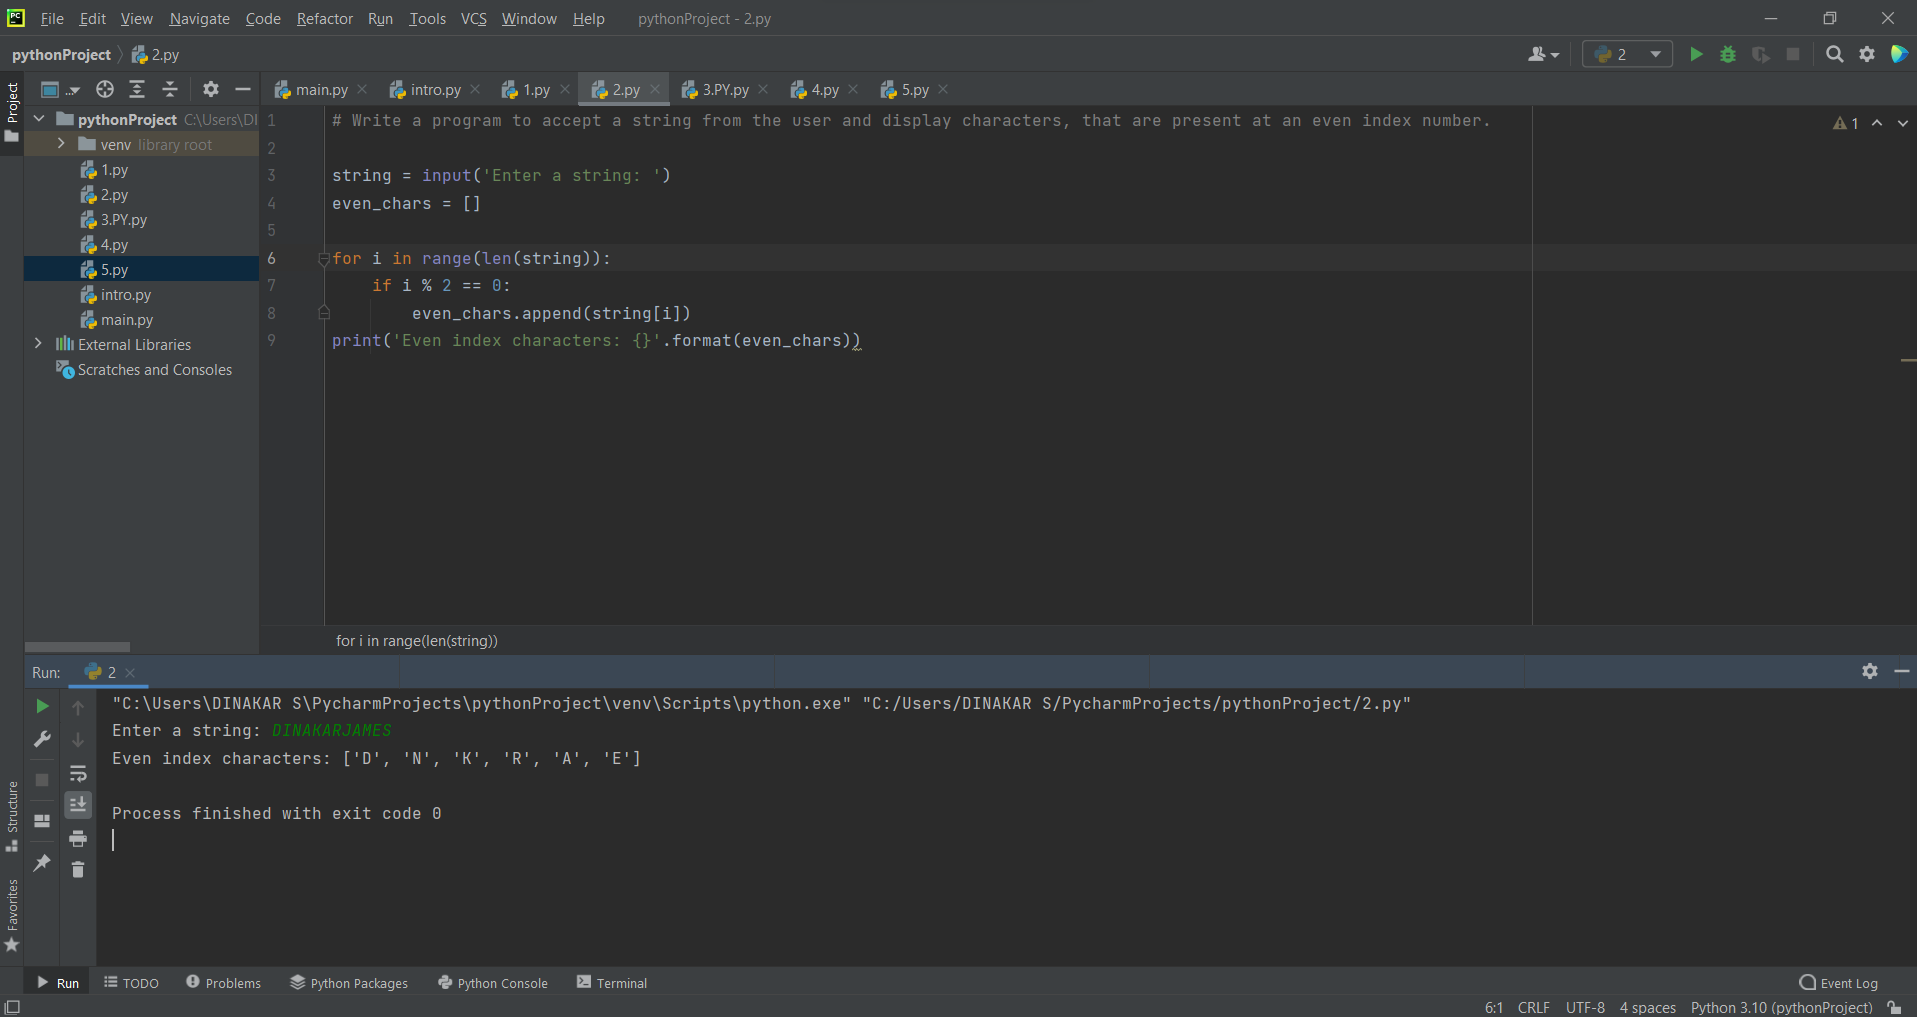 PC File Edit View Navigate Code Refactor Run Tools VCS Window Help pythonProject - 2.py
pythonProject 2.py 2
Project
... main.py intro.py 1.py 2.py 3.PY.py 4.py 5.py
pythonProject C:\Users\DI
venv library root
1.py
2.py
3.PY.py
4.py
5.py
intro.py
main.py
External Libraries
Scratches and Consoles
1 # Write a program to accept a string from the user and display characters, that are present at an even index number.
1
2
3 string = input('Enter a string: ')
4 even_chars = []
5
6 for i in range(len(string)):
7     if i % 2 == 0:
8         even_chars.append(string[i])
9 print('Even index characters: {}'.format(even_chars))
for i in range(len(string))
Run: 2
"C:\Users\DINAKAR S\PycharmProjects\pythonProject\venv\Scripts\python.exe" "C:/Users/DINAKAR S/PycharmProjects/pythonProject/2.py"
Enter a string: DINAKARJAMES
Even index characters: ['D', 'N', 'K', 'R', 'A', 'E']
Process finished with exit code 0
Structure
Favorites
Run TODO Problems Python Packages Python Console Terminal Event Log
6:1 CRLF UTF-8 4 spaces Python 3.10 (pythonProject)